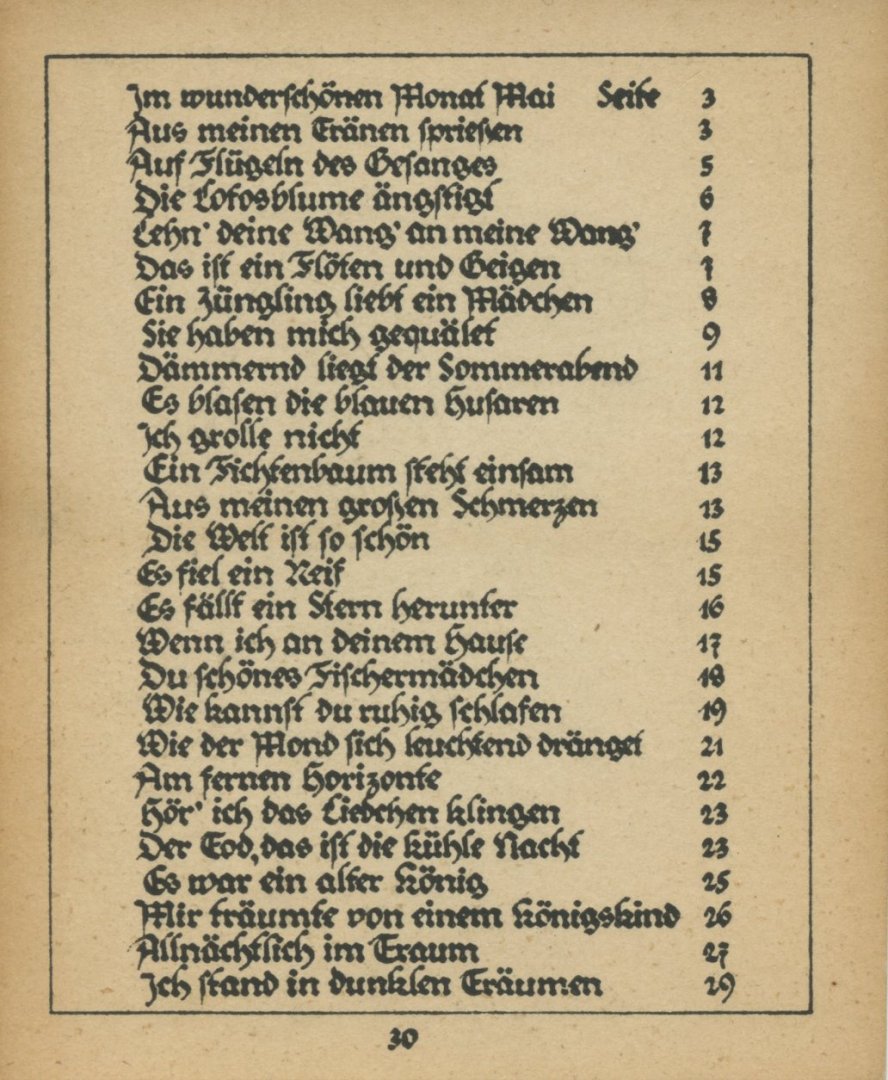 Im wunderschönen Monat Mai Seite 3
Aus meinen Tränen sprießen 3
Auf Flügeln des Gesanges 5
Die Lotosblume ängstigt 6
Lehn' deine Wang' an meine Wang' 7
Das ist ein Flöten und Geigen 7
Ein Jüngling liebt ein Mädchen 8
Sie haben mich gequälet 9
Dämmernd liegt der Sommerabend 11
Es blasen die blauen Husaren 12
Ich grolle nicht 12
Ein Fichtenbaum steht einsam 13
Aus meinen großen Schmerzen 13
Die Welt ist so schön 15
Es fiel ein Reif 15
Es fällt ein Stern herunter 16
Wenn ich an deinem Hause 17
Du schönes Fischermädchen 18
Wie kannst du ruhig schlafen 19
Wie der Mond sich leuchtend dränget 21
Am fernen Horizonte 22
Hör' ich das Liedchen klingen 23
Der Tod, das ist die kühle Nacht 23
Es war ein alter König 25
Mir träumte von einem Königskind 26
Allnächtlich im Traum 27
Ich stand in dunklen Träumen 29
30